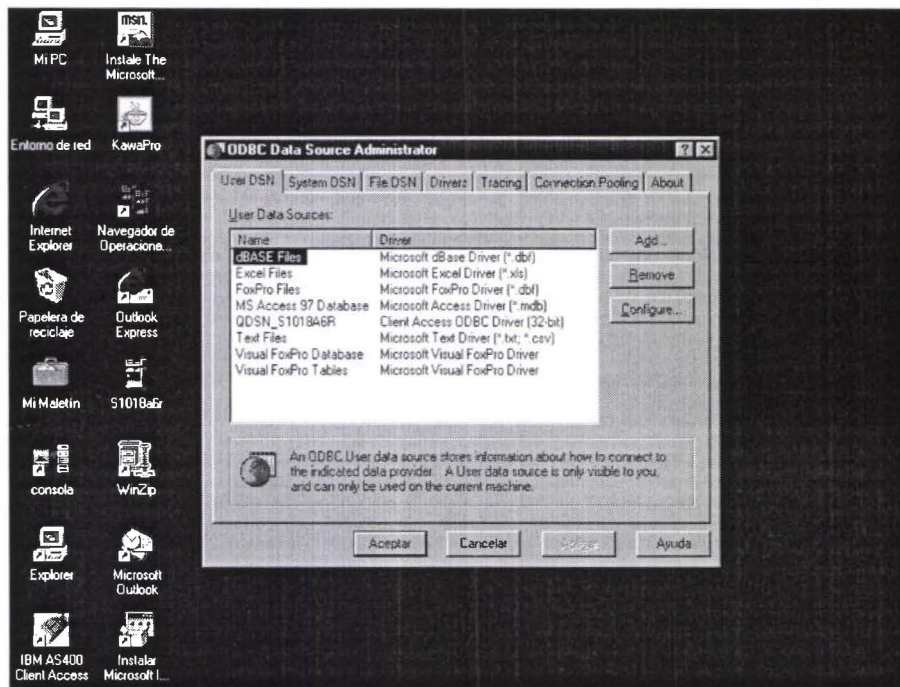 msn.
Mi PC
Instale The
Microsoft...
Entorno de red
KawaPro
Internet
Explorer
Navegador de
Operacione...
Papelera de
reciclaje
Outlook
Express
Mi Maletín
S1018a6r
consola
WinZip
Explorer
Microsoft
Outlook
IBM AS400
Client Access
Instalar
Microsoft I...
ODBC Data Source Administrator
User DSN System DSN File DSN Drivers Tracing Connection Pooling About
User Data Sources:
Name Driver
dBASE Files Microsoft dBase Driver (*.dbf)
Excel Files Microsoft Excel Driver (*.xls)
FoxPro Files Microsoft FoxPro Driver (*.dbf)
MS Access 97 Database Microsoft Access Driver (*.mdb)
QDSN_S1018A6R Client Access ODBC Driver (32-bit)
Text Files Microsoft Text Driver (*.txt; *.csv)
Visual FoxPro Database Microsoft Visual FoxPro Driver
Visual FoxPro Tables Microsoft Visual FoxPro Driver
Add...
Remove
Configure...
An ODBC User data source stores information about how to connect to
the indicated data provider. A User data source is only visible to you,
and can only be used on the current machine.
Aceptar Cancelar Aplicar Ayuda